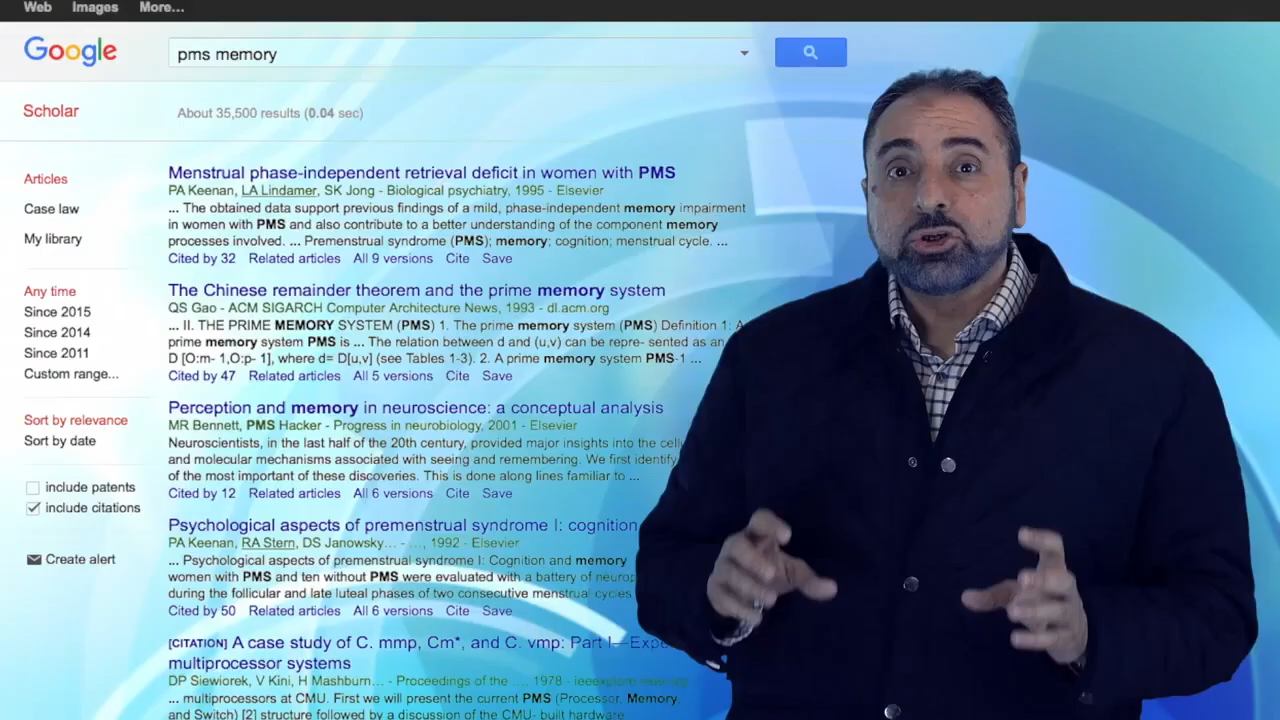 Web Images More...
Google
pms memory
Scholar
About 35,500 results (0.04 sec)
Articles
Case law
My library
Any time
Since 2015
Since 2014
Since 2011
Custom range...
Sort by relevance
Sort by date
include patents
include citations
Create alert
Menstrual phase-independent retrieval deficit in women with PMS
PA Keenan, LA Lindamer, SK Jong - Biological psychiatry, 1995 - Elsevier
... The obtained data support previous findings of a mild, phase-independent memory impairment
in women with PMS and also contribute to a better understanding of the component memory
processes involved. ... Premenstrual syndrome (PMS); memory; cognition; menstrual cycle. ...
Cited by 32 Related articles All 9 versions Cite Save
The Chinese remainder theorem and the prime memory system
QS Gao - ACM SIGARCH Computer Architecture News, 1993 - dl.acm.org
... II. THE PRIME MEMORY SYSTEM (PMS) 1. The prime memory system (PMS) Definition 1: A
prime memory system PMS is ... The relation between d and (u,v) can be repre- sented as an
D [O:m- 1,O:p- 1], where d= D[u,v] (see Tables 1-3). 2. A prime memory system PMS-1 ...
Cited by 47 Related articles All 5 versions Cite Save
Perception and memory in neuroscience: a conceptual analysis
MR Bennett, PMS Hacker - Progress in neurobiology, 2001 - Elsevier
Neuroscientists, in the last half of the 20th century, provided major insights into the
and molecular mechanisms associated with seeing and remembering. We first identify
of the most important of these discoveries. This is done along lines familiar to ...
Cited by 12 Related articles All 6 versions Cite Save
Psychological aspects of premenstrual syndrome I: cognition
PA Keenan, RA Stern, DS Janowsky... - ..., 1992 - Elsevier
... Psychological aspects of premenstrual syndrome I: Cognition and memory
women with PMS and ten without PMS were evaluated with a battery of
during the follicular and late luteal phases of two consecutive menstrual cycles
Cited by 50 Related articles All 6 versions Cite Save
[CITATION] A case study of C. mmp, Cm*, and C. vmp: Part I—
multiprocessor systems
DP Siewiorek, V Kini, H Mashburn... - Proceedings of the ..., 1978 -
... multiprocessors at CMU. First we will present the current PMS (Processor, Memory,
and Switch) [2] structure followed by a discussion of the CMU- built hardware.